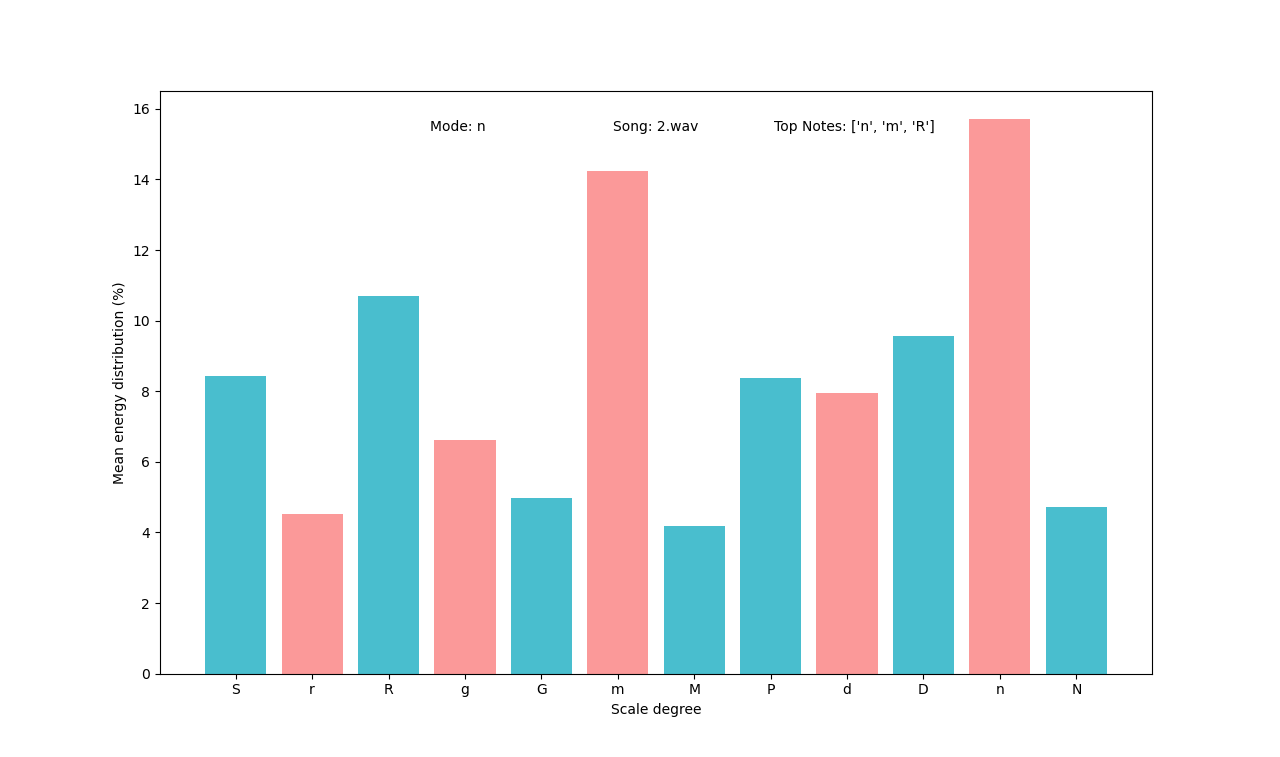 Mode: n
Song: 2.wav
Top Notes: ['n', 'm', 'R']
Mean energy distribution (%)
16
14
12
10
8
6
4
2
0
S r R g G m M P d D n N
Scale degree